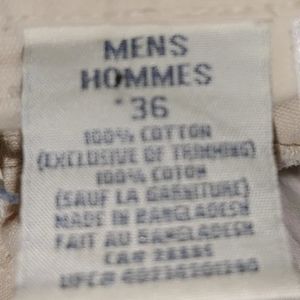 MENS
HOMMES
36
100% COTTON
(EXCLUSIVE OF TRIMMING)
100% COTON
(SAUF LA GARNITURE)
MADE IN BANGLADESH
FAIT AU BANGLADESH
CA#